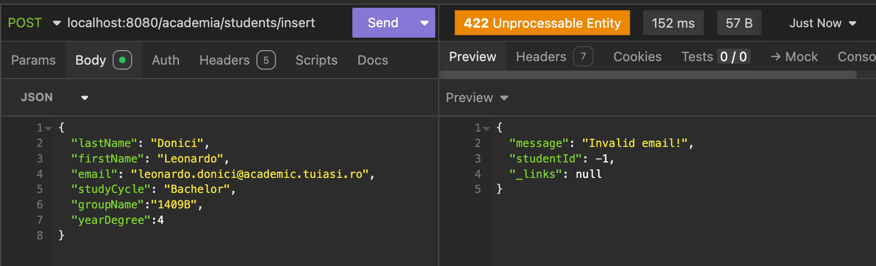 POST localhost:8080/academia/students/insert Send 422 Unprocessable Entity 152 ms 57 B Just Now
Params Body Auth Headers 5 Scripts Docs Preview Headers 7 Cookies Tests 0 / 0 → Mock Conso
JSON Preview
1 {
2 "lastName": "Donici",
3 "firstName": "Leonardo",
4 "email": "leonardo.donici@academic.tuiasi.ro",
5 "studyCycle": "Bachelor",
6 "groupName":"1409B",
7 "yearDegree":4
8 }
1 {
2 "message": "Invalid email!",
3 "studentId": -1,
4 "_links": null
5 }